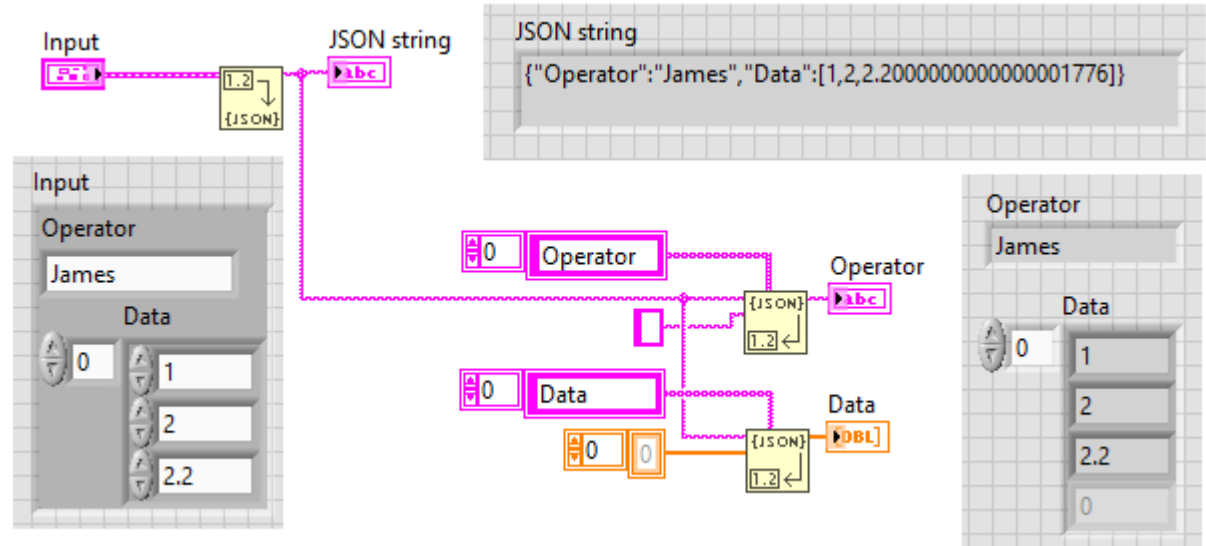 Input
JSON string
abc
1.2
{JSON}
JSON string
{"Operator":"James","Data":[1,2,2.2000000000000001776]}
Input
Operator
James
Data
0
1
2
2.2
0
Operator
Operator
abc
{JSON}
1.2
0
Data
Data
DBL]
0
0
{JSON}
1.2
Operator
James
Data
0
1
2
2.2
0